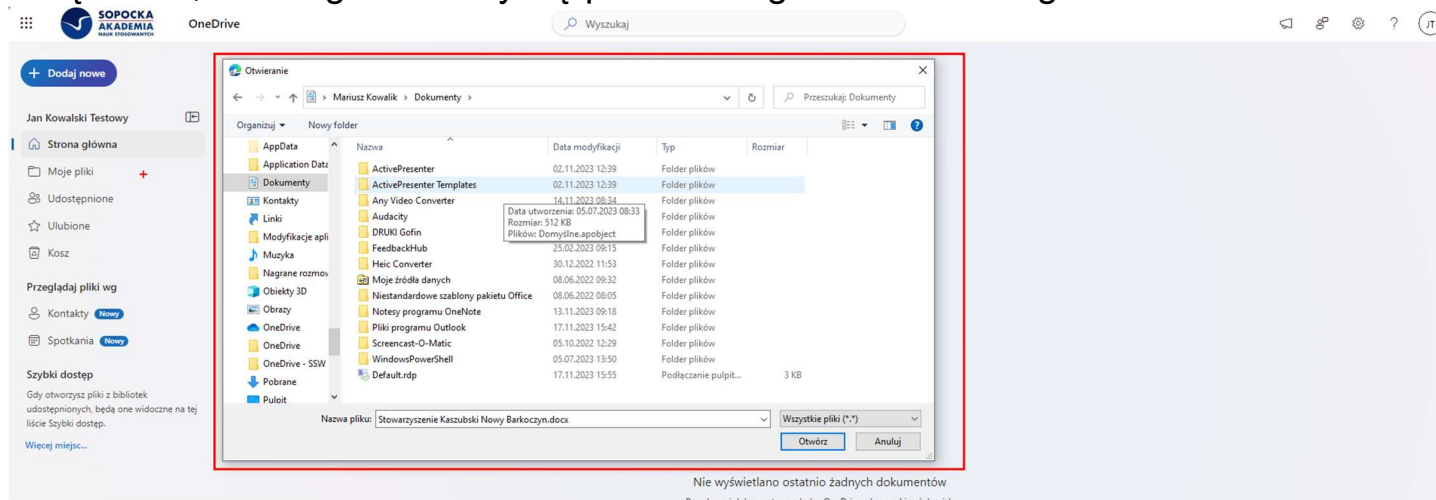 SOPOCKA
AKADEMIA
NAUK STOSOWANYCH
OneDrive
Wyszukaj
JT
+ Dodaj nowe
Jan Kowalski Testowy
Strona główna
Moje pliki
Udostępnione
Ulubione
Kosz
Przeglądaj pliki wg
Kontakty Nowy
Spotkania Nowy
Szybki dostęp
Gdy otworzysz pliki z bibliotek
udostępnionych, będą one widoczne na tej
liście Szybki dostęp.
Więcej miejsc...
Otwieranie
Mariusz Kowalik > Dokumenty >
Przeszukaj: Dokumenty
Organizuj Nowy folder
AppData
Application Data
Dokumenty
Kontakty
Linki
Modyfikacje apli
Muzyka
Nagrane rozmov
Obiekty 3D
Obrazy
OneDrive
OneDrive
OneDrive - SSW
Pobrane
Pulpit
Nazwa Data modyfikacji Typ Rozmiar
ActivePresenter 02.11.2023 12:39 Folder plików
ActivePresenter Templates 02.11.2023 12:39 Folder plików
Any Video Converter 14.11.2023 08:34 Folder plików
Audacity Folder plików
DRUKI Gofin Folder plików
FeedbackHub 25.02.2023 09:15 Folder plików
Heic Converter 30.12.2022 11:53 Folder plików
Moje źródła danych 08.06.2022 09:32 Folder plików
Niestandardowe szablony pakietu Office 08.06.2022 08:05 Folder plików
Notesy programu OneNote 13.11.2023 09:18 Folder plików
Pliki programu Outlook 17.11.2023 15:42 Folder plików
Screencast-O-Matic 05.10.2022 12:29 Folder plików
WindowsPowerShell 05.07.2023 13:50 Folder plików
Default.rdp 17.11.2023 15:55 Podłączanie pulpit... 3 KB
Data utworzenia: 05.07.2023 08:33
Rozmiar: 512 KB
Plików: Domyślne.apobject
Nazwa pliku: Stowarzyszenie Kaszubski Nowy Barkoczyn.docx
Wszystkie pliki (*.*)
Otwórz Anuluj
Nie wyświetlano ostatnio żadnych dokumentów